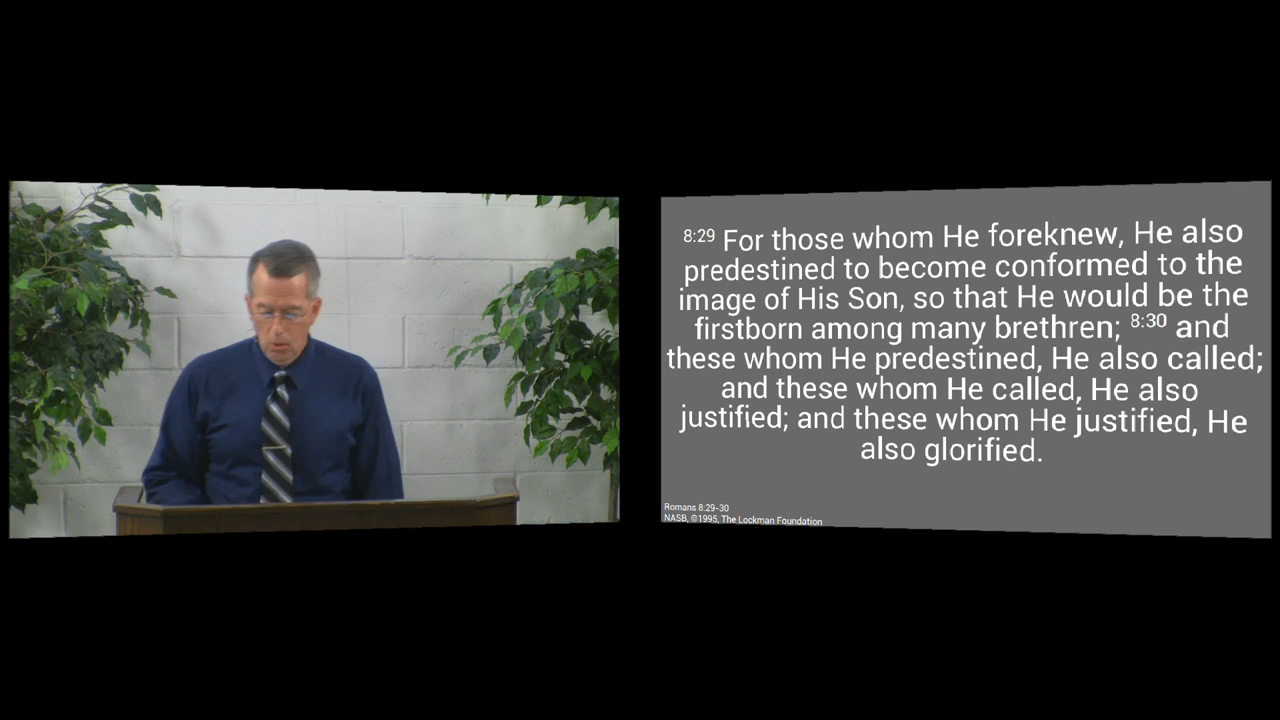 8:29 For those whom He foreknew, He also
predestined to become conformed to the
image of His Son, so that He would be the
firstborn among many brethren; 8:30 and
these whom He predestined, He also called;
and these whom He called, He also
justified; and these whom He justified, He
also glorified.
Romans 8:29-30
NASB, ©1995, The Lockman Foundation